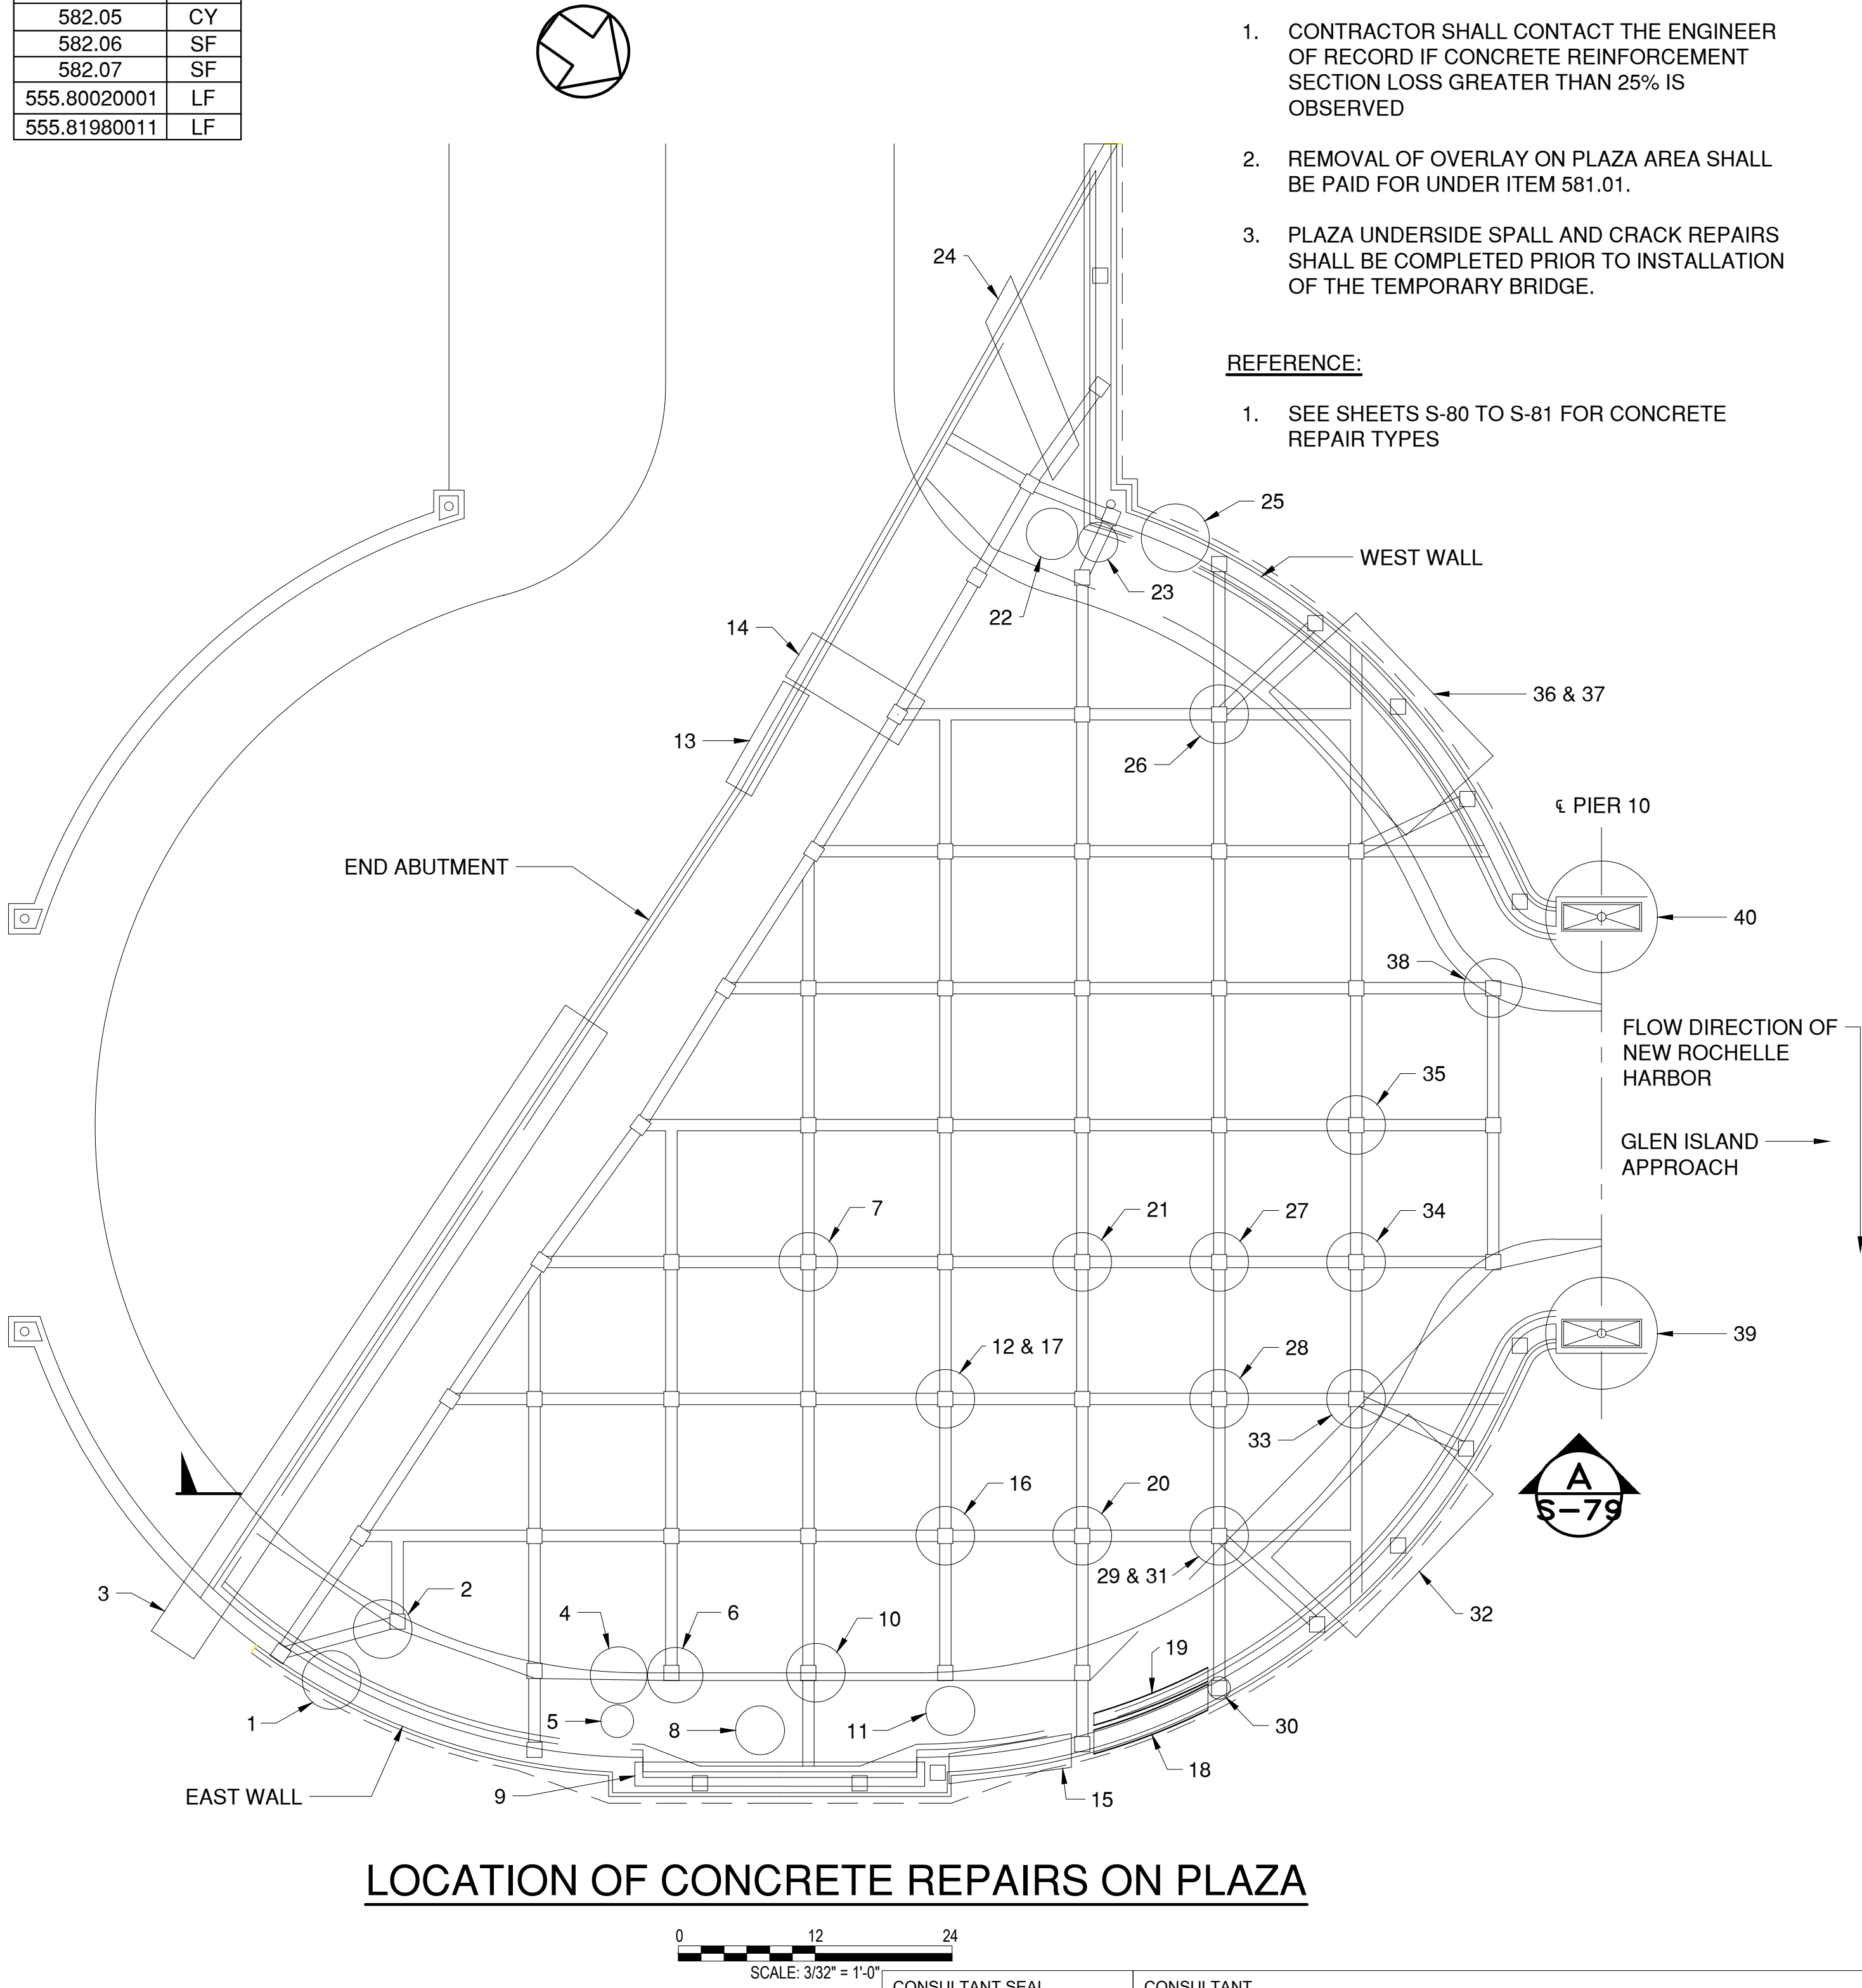 582.05 CY
582.06 SF
582.07 SF
555.80020001 LF
555.81980011 LF
1. CONTRACTOR SHALL CONTACT THE ENGINEER
OF RECORD IF CONCRETE REINFORCEMENT
SECTION LOSS GREATER THAN 25% IS
OBSERVED
2. REMOVAL OF OVERLAY ON PLAZA AREA SHALL
BE PAID FOR UNDER ITEM 581.01.
3. PLAZA UNDERSIDE SPALL AND CRACK REPAIRS
SHALL BE COMPLETED PRIOR TO INSTALLATION
OF THE TEMPORARY BRIDGE.
REFERENCE:
1. SEE SHEETS S-80 TO S-81 FOR CONCRETE
REPAIR TYPES
24
25
WEST WALL
23
22
14
36 & 37
13
26
℄ PIER 10
END ABUTMENT
40
38
FLOW DIRECTION OF
NEW ROCHELLE
HARBOR
35
GLEN ISLAND
APPROACH
7
21
27
34
39
12 & 17
28
33
A
S-79
16
20
29 & 31
3
2
4
6
10
32
19
1
5
8
11
30
18
EAST WALL
9
15
LOCATION OF CONCRETE REPAIRS ON PLAZA
0 12 24
SCALE: 3/32" = 1'-0"
CONSULTANT SEAL
CONSULTANT